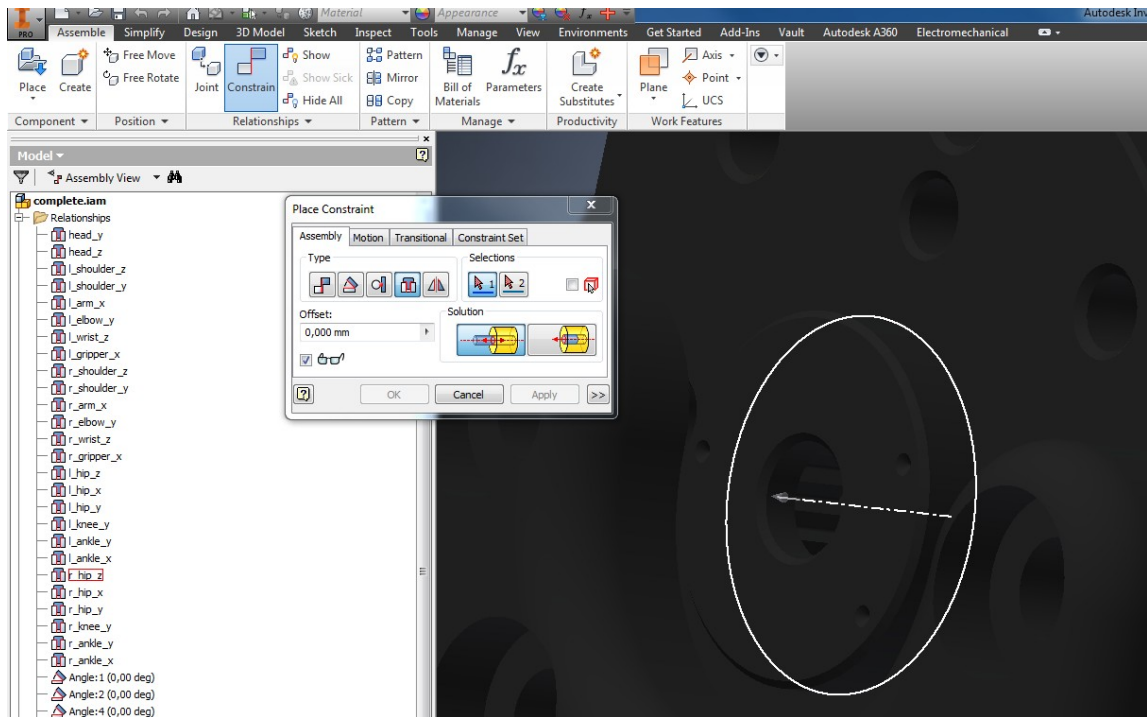 Material
Appearance
Autodesk Inv
PRO
Assemble Simplify Design 3D Model Sketch Inspect Tools Manage View Environments Get Started Add-Ins Vault Autodesk A360 Electromechanical
Place
Create
Free Move
Free Rotate
Joint
Constrain
Show
Show Sick
Hide All
Pattern
Mirror
Copy
Bill of
Materials
fx
Parameters
Create
Substitutes
Plane
Axis
Point
UCS
Component Position Relationships Pattern Manage Productivity Work Features
Model
Assembly View
complete.iam
Relationships
head_y
head_z
l_shoulder_z
l_shoulder_y
l_arm_x
l_elbow_y
l_wrist_z
l_gripper_x
r_shoulder_z
r_shoulder_y
r_arm_x
r_elbow_y
r_wrist_z
r_gripper_x
l_hip_z
l_hip_x
l_hip_y
l_knee_y
l_ankle_y
l_ankle_x
r_hip_z
r_hip_x
r_hip_y
r_knee_y
r_ankle_y
r_ankle_x
Angle:1 (0,00 deg)
Angle:2 (0,00 deg)
Angle:4 (0,00 deg)
Place Constraint
x
Assembly Motion Transitional Constraint Set
Type
Selections
1
2
Offset:
0,000 mm
Solution
?
OK
Cancel
Apply
>>